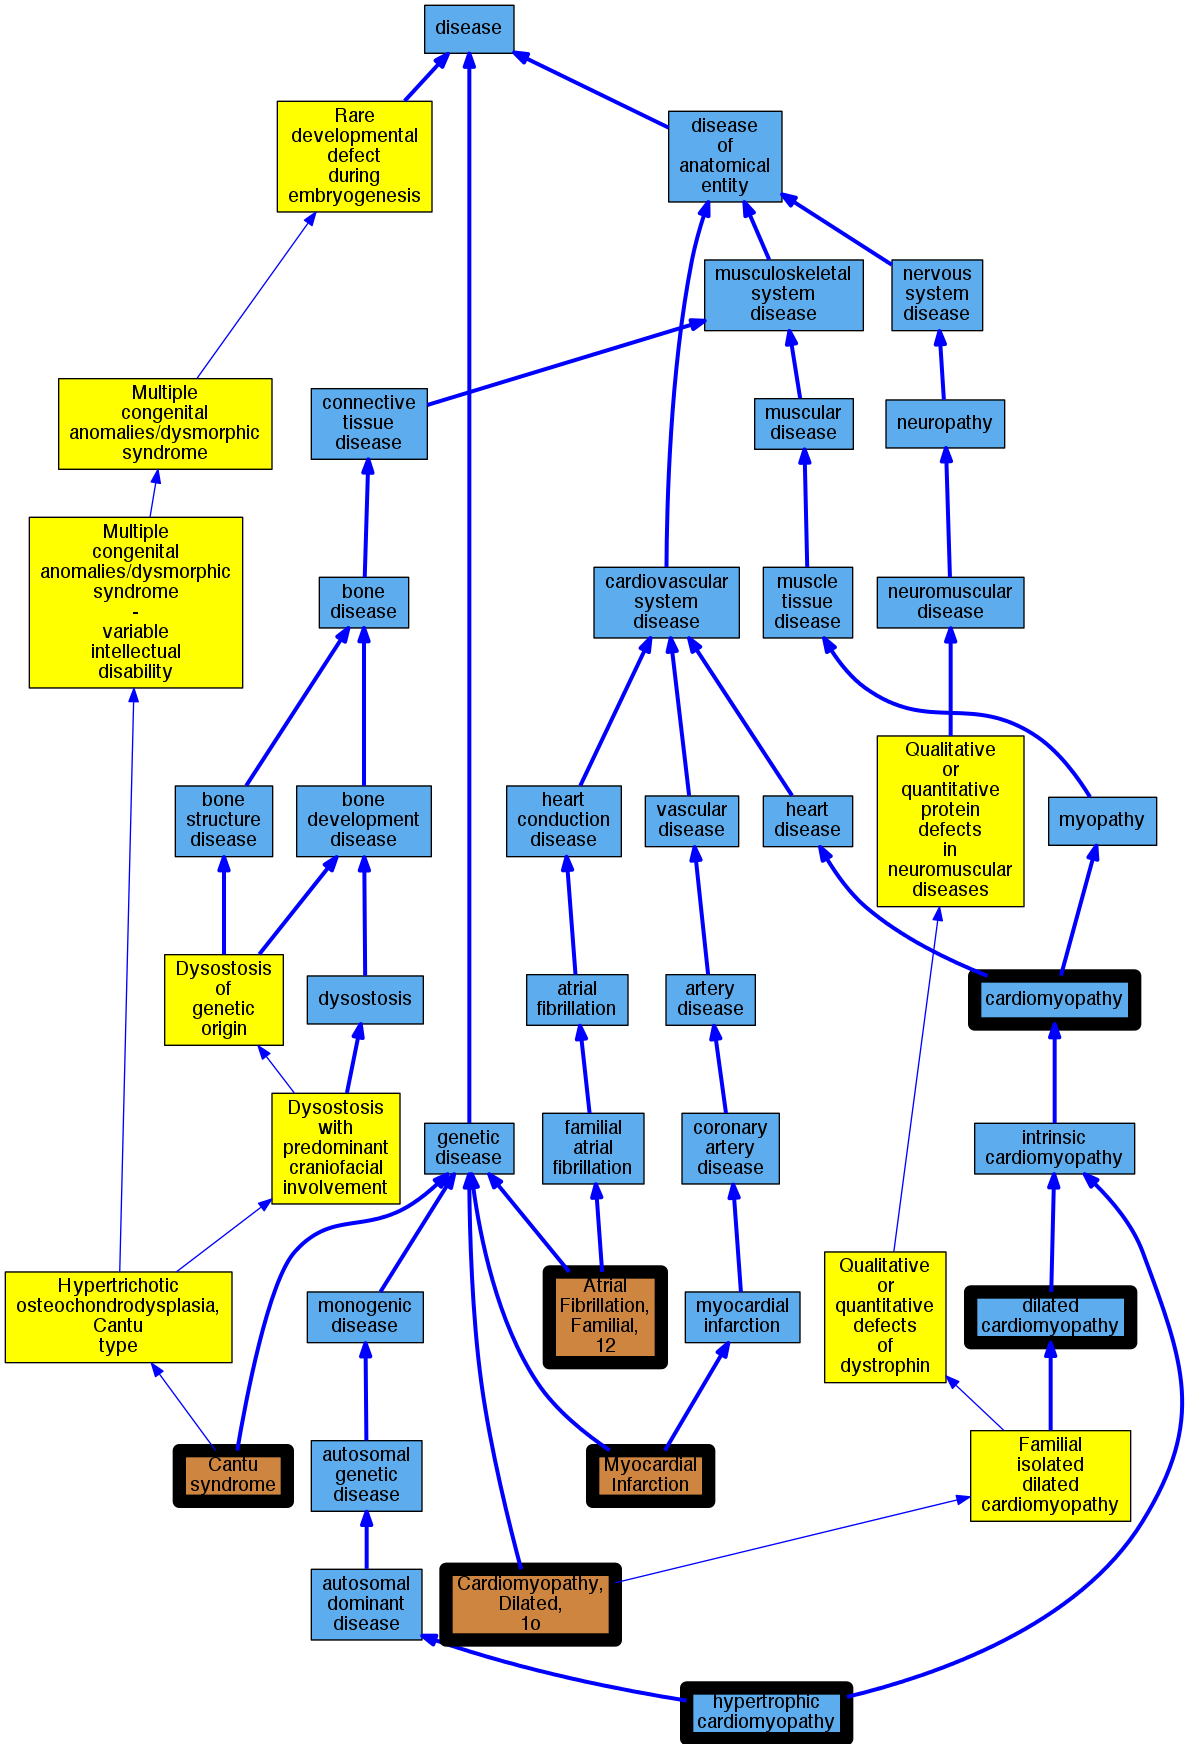 disease
Rare
developmental
defect
during
embryogenesis
disease
of
anatomical
entity
musculoskeletal
system
disease
nervous
system
disease
Multiple
congenital
anomalies/dysmorphic
syndrome
connective
tissue
disease
muscular
disease
neuropathy
Multiple
congenital
anomalies/dysmorphic
syndrome
-
variable
intellectual
disability
bone
disease
cardiovascular
system
disease
muscle
tissue
disease
neuromuscular
disease
bone
structure
disease
bone
development
disease
heart
conduction
disease
vascular
disease
heart
disease
Qualitative
or
quantitative
protein
defects
in
neuromuscular
diseases
myopathy
Dysostosis
of
genetic
origin
dysostosis
atrial
fibrillation
artery
disease
cardiomyopathy
Dysostosis
with
predominant
craniofacial
involvement
genetic
disease
familial
atrial
fibrillation
coronary
artery
disease
intrinsic
cardiomyopathy
Hypertrichotic
osteochondrodysplasia,
Cantu
type
monogenic
disease
Atrial
Fibrillation,
Familial,
12
myocardial
infarction
Qualitative
or
quantitative
defects
of
dystrophin
dilated
cardiomyopathy
Cantu
syndrome
autosomal
genetic
disease
Myocardial
Infarction
Familial
isolated
dilated
cardiomyopathy
autosomal
dominant
disease
Cardiomyopathy,
Dilated,
1o
hypertrophic
cardiomyopathy